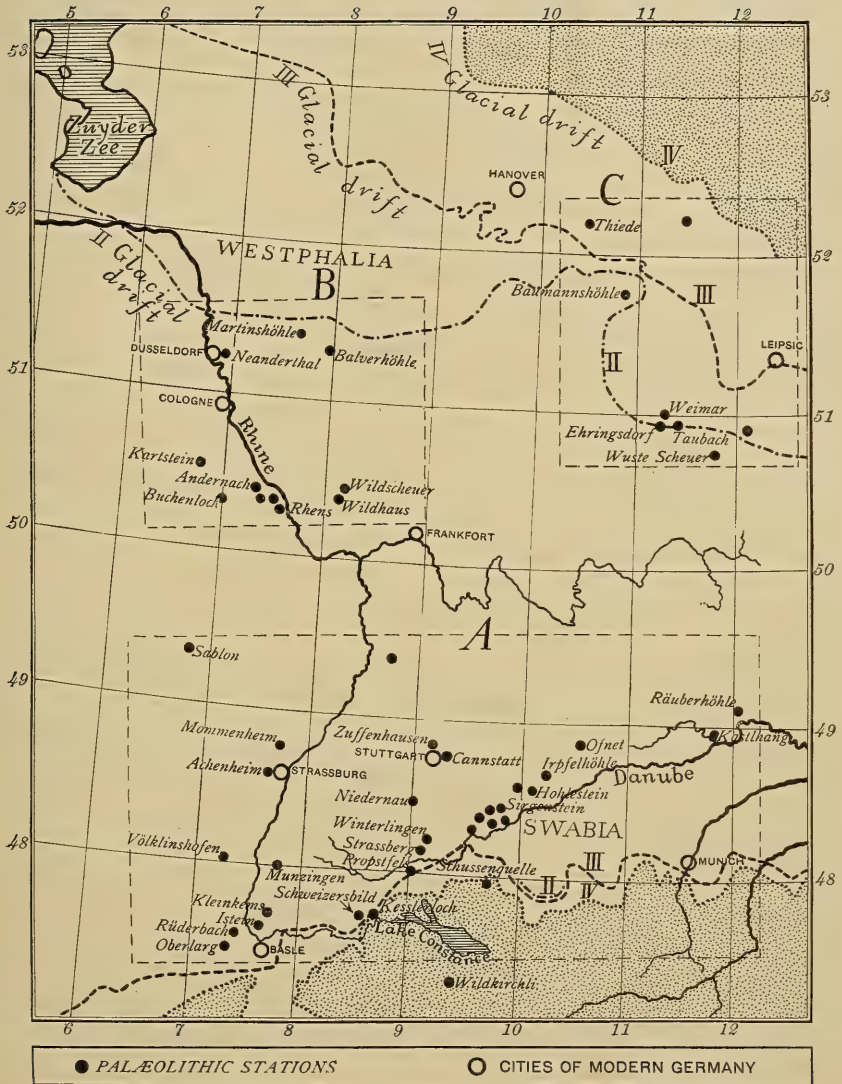 5 6 7 8 9 10 11 12
53
IV Glacial drift
III Glacial drift
53
Zuyder
Zee
IV
HANOVER
C
Thiede
52
II Glacial drift
WESTPHALIA
52
B
Baumannshöhle
III
Martinshöhle
DUSSELDORF
Neanderthal
Balverhöhle
II
LEIPSIC
51
COLOGNE
Weimar
51
Rhine
Ehringsdorf
Taubach
Wuste Scheuer
Kartstein
Andernach
Wildscheuer
Buchenloch
Rhens
Wildhaus
50
FRANKFORT
50
A
Sablon
49
Räuberhöhle
Mommenheim
Zuffenhausen
Ofnet
Kastlhang
49
STUTTGART
Cannstatt
Irpfelhöhle
Achenheim
STRASSBURG
Danube
Hohlestein
Niedernau
Sirgenstein
Winterlingen
SWABIA
48
Völklinshofen
Strassberg
Propstfels
Schussenquelle
III
MUNICH
Munzingen
II
IV
48
Schweizersbild
Kesslerloch
Kleinkems
Istein
Lake Constance
Rüderbach
Oberlarg
BASLE
Wildkirchli
6 7 8 9 10 11 12
PALÆOLITHIC STATIONS
CITIES OF MODERN GERMANY